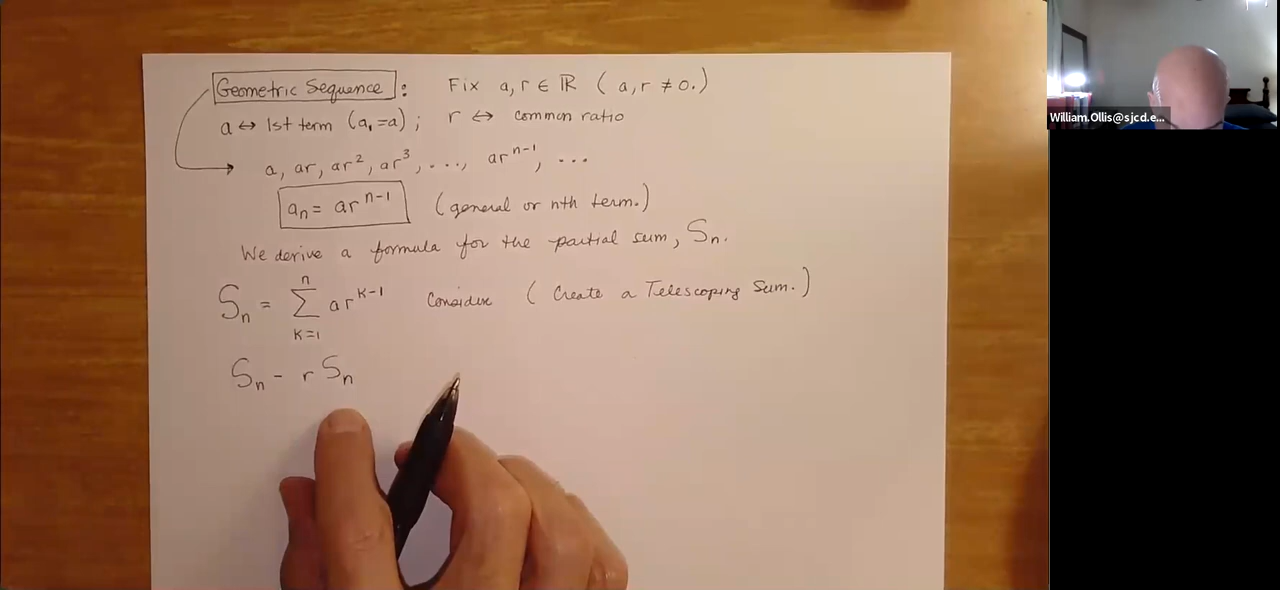 Geometric Sequence : Fix a, r ∈ ℝ ( a, r ≠ 0.)
a ↔ 1st term (a₁ = a) ; r ↔ common ratio
a, ar, ar², ar³, ..., arⁿ⁻¹, ...
aₙ = arⁿ⁻¹ (general or nth term.)
We derive a formula for the partial sum, Sₙ.
Sₙ = ∑ₖ₌₁ⁿ arᵏ⁻¹ Consider ( Create a Telescoping Sum.)
Sₙ - r Sₙ
William.Ollis@sjcd.e...